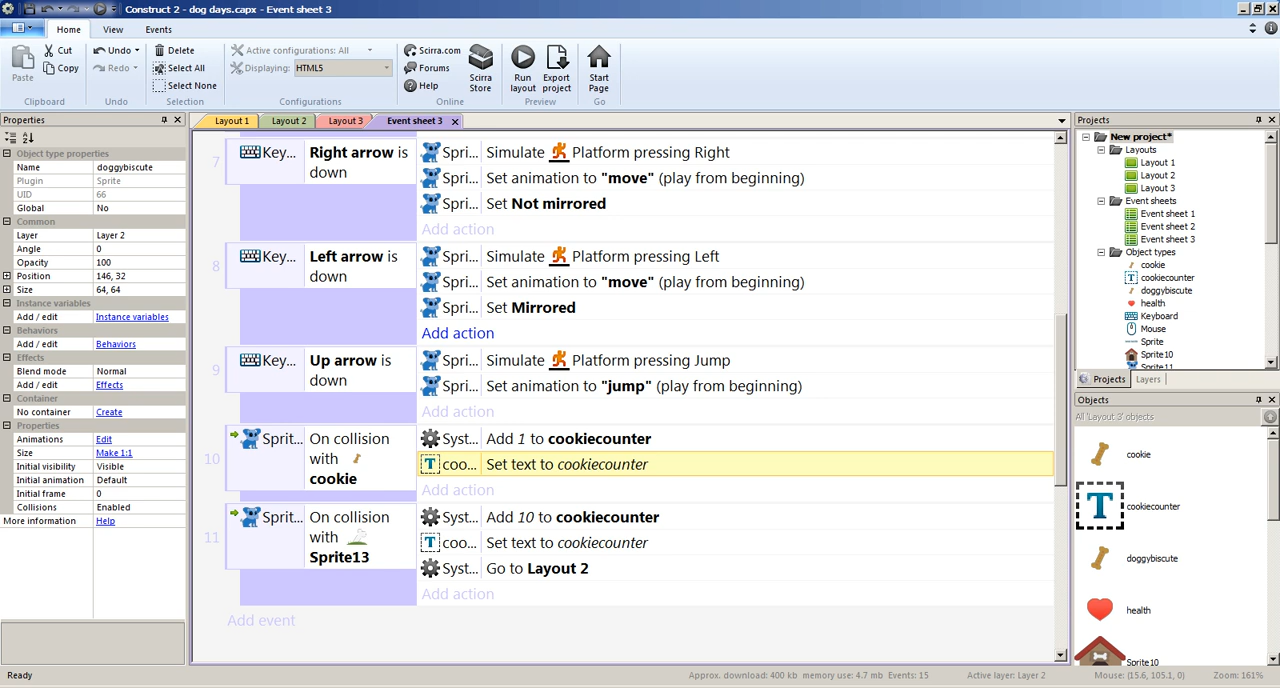 Construct 2 - dog days.capx - Event sheet 3
Home View Events
Paste
Cut
Copy
Clipboard
Undo
Redo
Undo
Delete
Select All
Select None
Selection
Active configurations: All
Displaying: HTML5
Configurations
Scirra.com
Forums
Help
Scirra Store
Online
Run layout
Export project
Preview
Start Page
Go
Properties
Object type properties
Name doggybiscute
Plugin Sprite
UID 66
Global No
Common
Layer Layer 2
Angle 0
Opacity 100
Position 146, 32
Size 64, 64
Instance variables
Add / edit Instance variables
Behaviors
Add / edit Behaviors
Effects
Blend mode Normal
Add / edit Effects
Container
No container Create
Properties
Animations Edit
Size Make 1:1
Initial visibility Visible
Initial animation Default
Initial frame 0
Collisions Enabled
More information Help
Layout 1 Layout 2 Layout 3 Event sheet 3
7 Key... Right arrow is down
Spri... Simulate Platform pressing Right
Spri... Set animation to "move" (play from beginning)
Spri... Set Not mirrored
Add action
8 Key... Left arrow is down
Spri... Simulate Platform pressing Left
Spri... Set animation to "move" (play from beginning)
Spri... Set Mirrored
Add action
9 Key... Up arrow is down
Spri... Simulate Platform pressing Jump
Spri... Set animation to "jump" (play from beginning)
Add action
10 Sprit... On collision with cookie
Syst... Add 1 to cookiecounter
T coo... Set text to cookiecounter
Add action
11 Sprit... On collision with Sprite13
Syst... Add 10 to cookiecounter
T coo... Set text to cookiecounter
Syst... Go to Layout 2
Add action
Add event
Projects
New project*
Layouts
Layout 1
Layout 2
Layout 3
Event sheets
Event sheet 1
Event sheet 2
Event sheet 3
Object types
cookie
T cookiecounter
doggybiscute
health
Keyboard
Mouse
Sprite
Sprite10
Sprite11
Projects Layers
Objects
All 'Layout 3' objects
cookie
T cookiecounter
doggybiscute
health
Sprite10
Ready
Approx. download: 400 kb memory use: 4.7 mb Events: 15 Active layer: Layer 2 Mouse: (15.6, 105.1, 0) Zoom: 161%